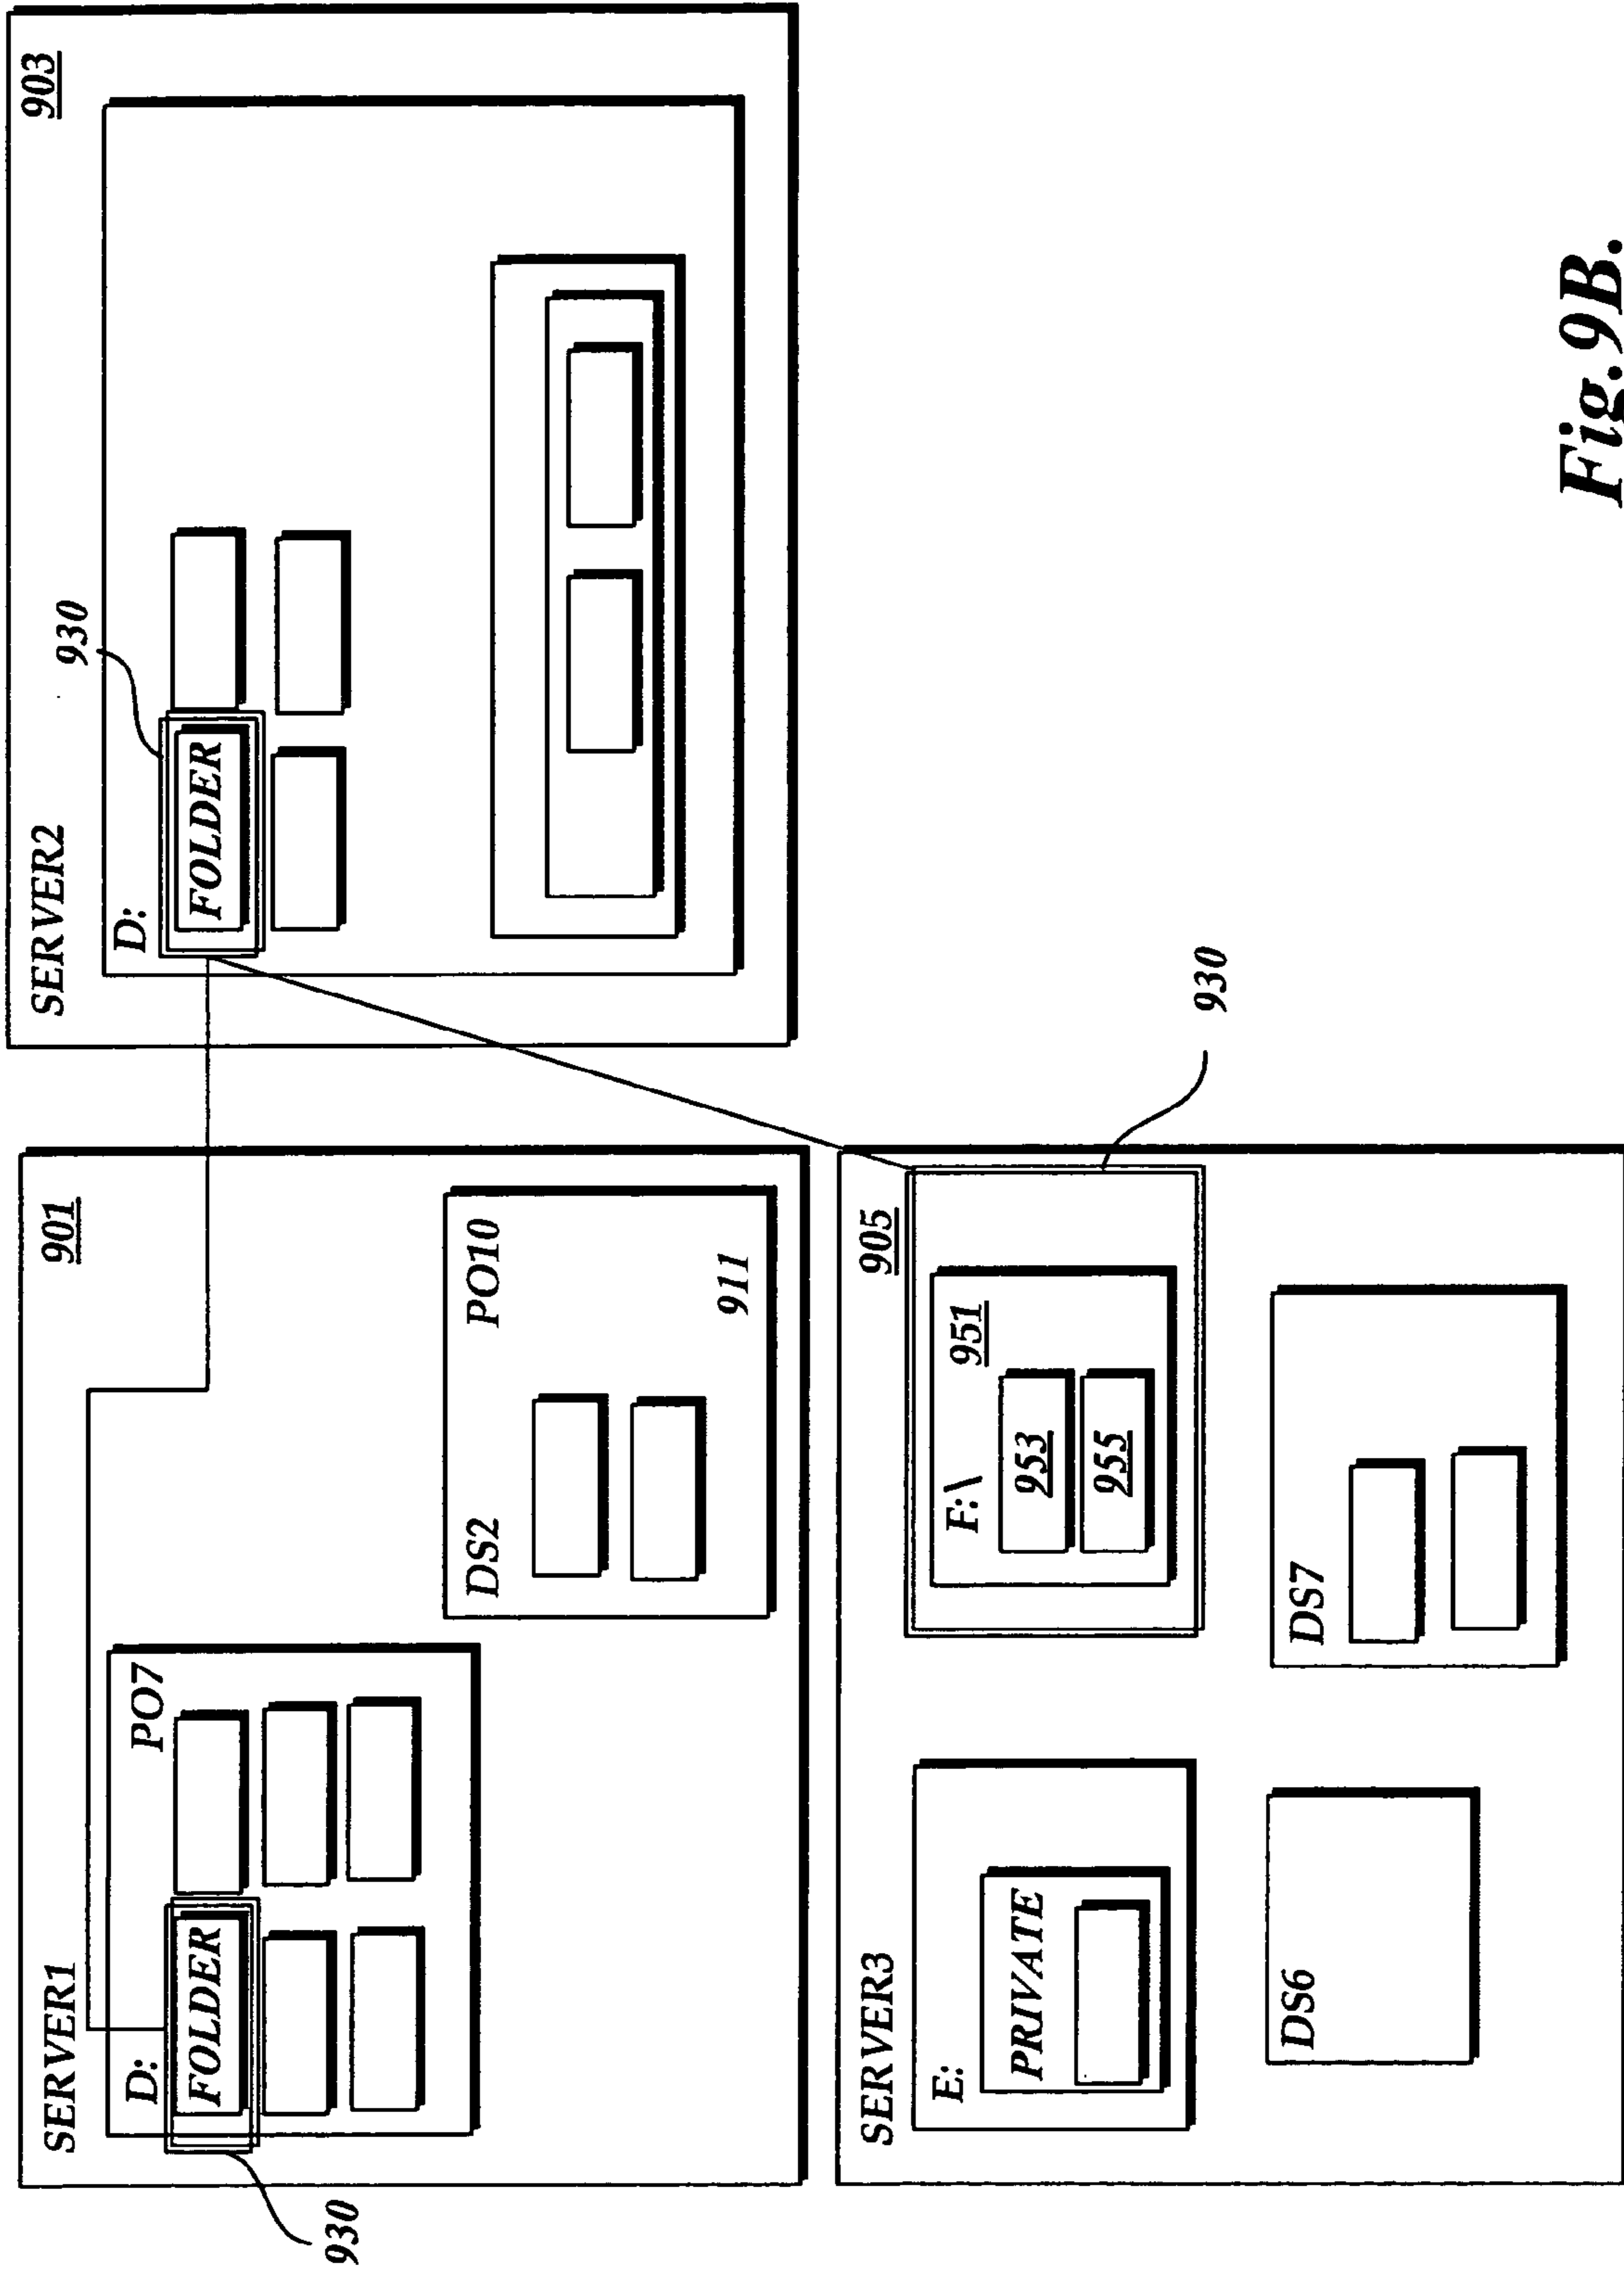 SERVER1
901
D:
PO7
FOLDER
930
DS2
PO10
911
SERVER2
903
930
D:
FOLDER
SERVER3
905
E:
PRIVATE
F:\
951
953
955
930
DS6
DS7
Fig.9B.